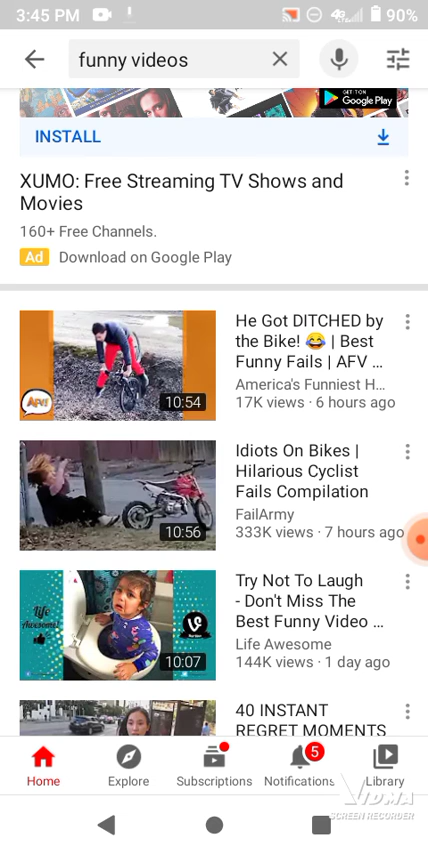 3:45 PM
4G
90%
funny videos
Google Play
INSTALL
XUMO: Free Streaming TV Shows and
Movies
160+ Free Channels.
Ad Download on Google Play
AFV!
10:54
He Got DITCHED by
the Bike! 😂 | Best
Funny Fails | AFV ...
America's Funniest H...
17K views · 6 hours ago
10:56
Idiots On Bikes |
Hilarious Cyclist
Fails Compilation
FailArmy
333K views · 7 hours ago
Life
Awesome!
10:07
Try Not To Laugh
- Don't Miss The
Best Funny Video ...
Life Awesome
144K views · 1 day ago
40 INSTANT
REGRET MOMENTS
5
Home
Explore
Subscriptions
Notifications
Library
VIDMA
SCREEN RECORDER